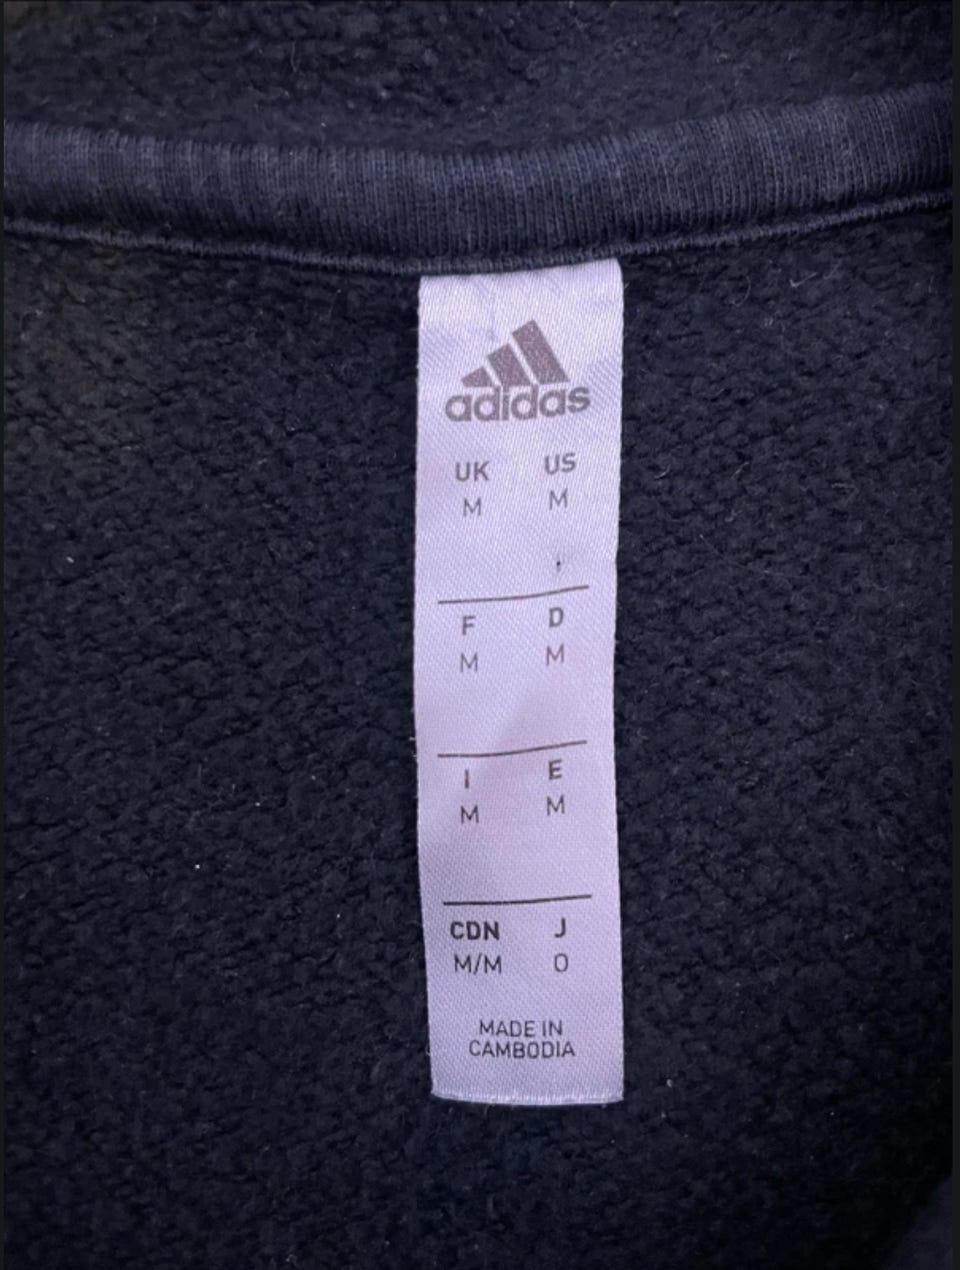 adidas
UK US
M M
F D
M M
I E
M M
CDN J
M/M O
MADE IN
CAMBODIA